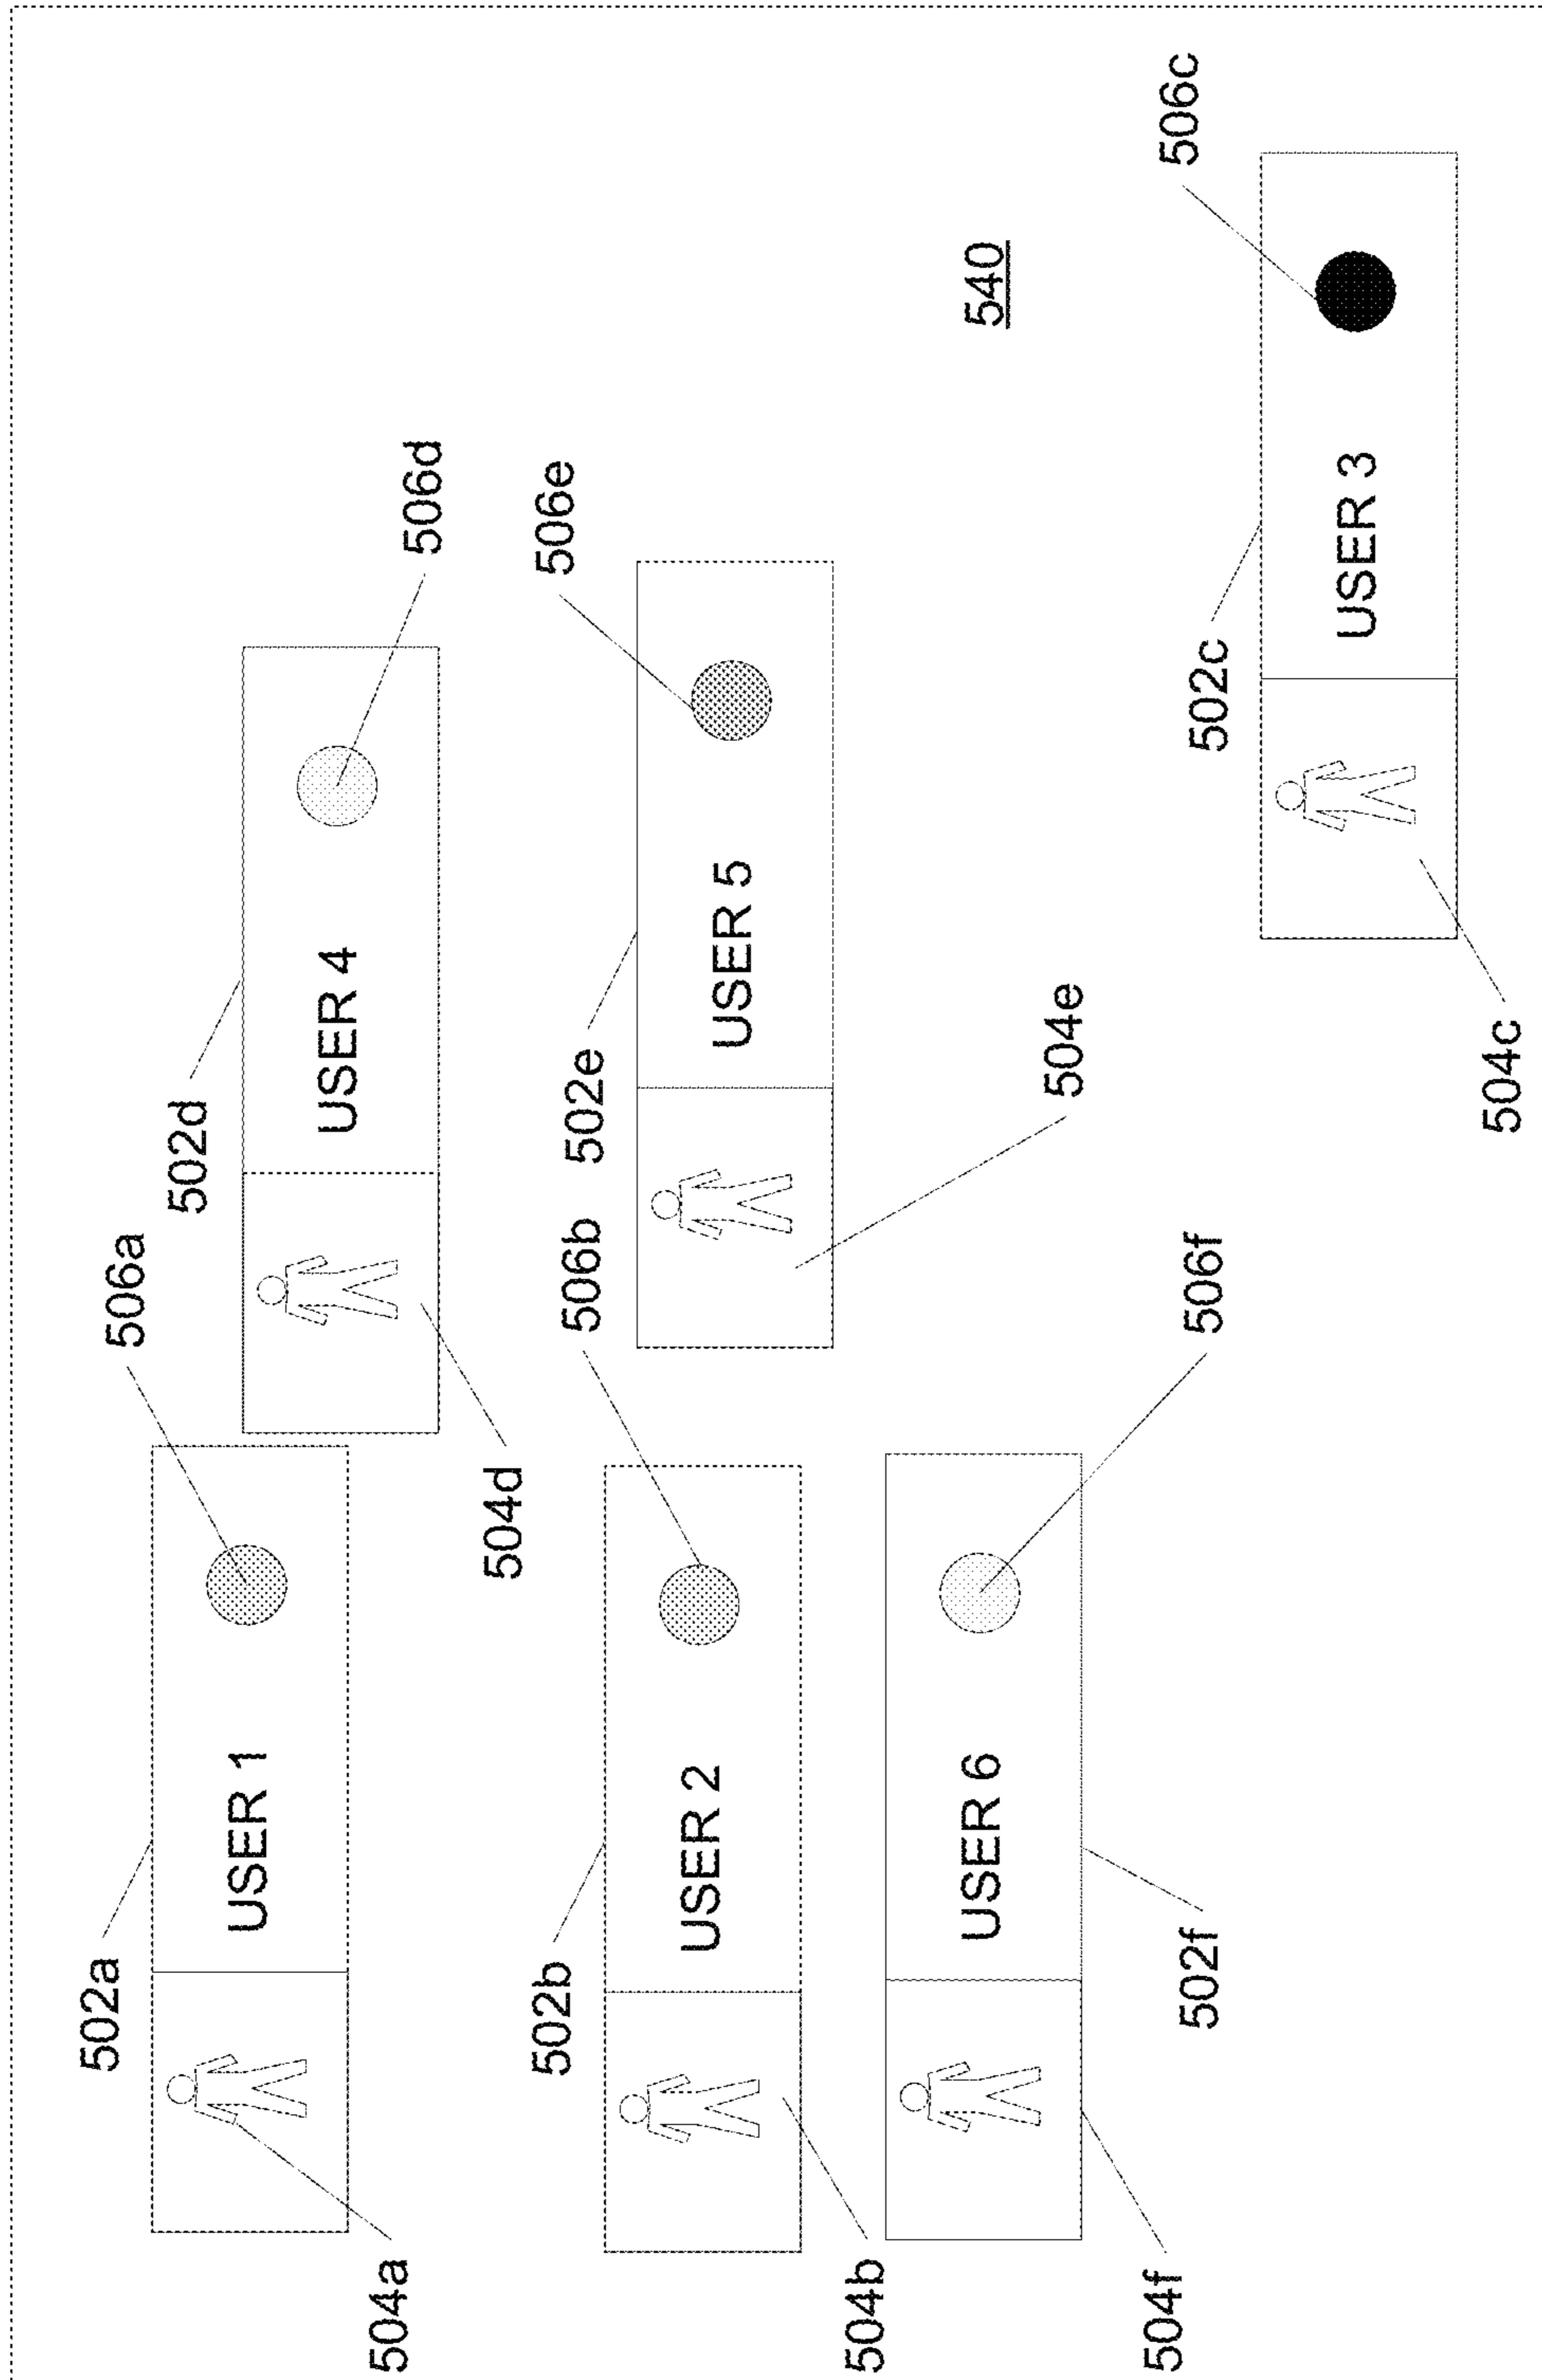 502a
506a
502d
504a
USER 1
USER 4
506d
504d
502b
506b
502e
506e
USER 2
USER 5
504b
504e
USER 6
540
504f
502f
506f
502c
506c
USER 3
504c